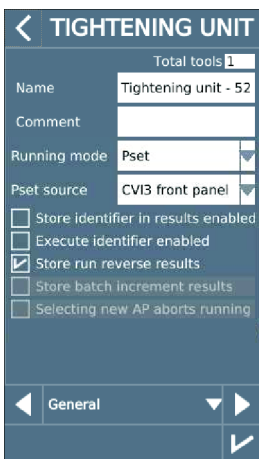 TIGHTENING UNIT
Total tools 1
Name Tightening unit - 52
Comment
Running mode Pset
Pset source CVI3 front panel
Store identifier in results enabled
Execute identifier enabled
Store run reverse results
Store batch increment results
Selecting new AP aborts running
General